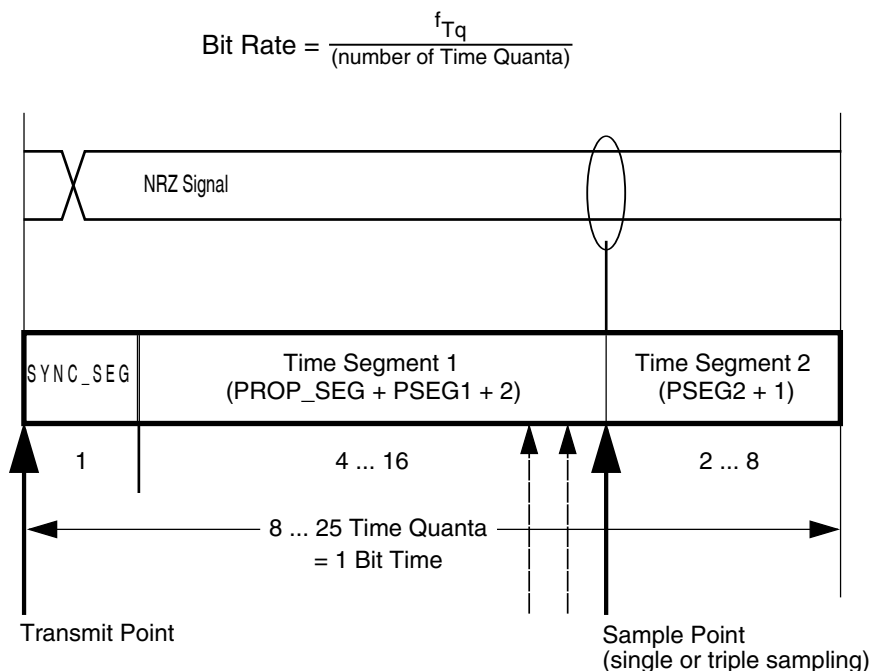 Bit Rate = fTq
(number of Time Quanta)
NRZ Signal
SYNC_SEG
Time Segment 1
(PROP_SEG + PSEG1 + 2)
Time Segment 2
(PSEG2 + 1)
1
4 ... 16
2 ... 8
8 ... 25 Time Quanta
= 1 Bit Time
Transmit Point
Sample Point
(single or triple sampling)